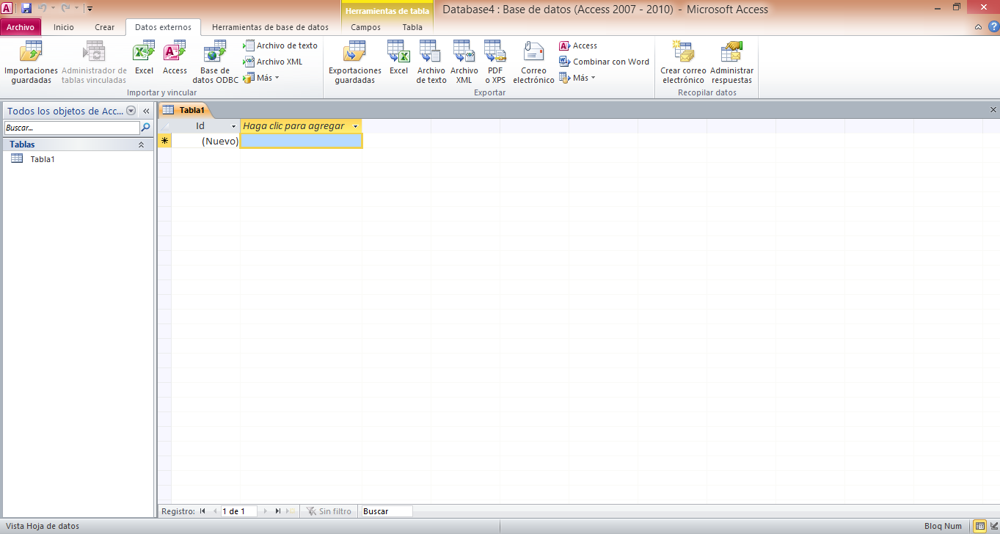 Herramientas de tabla
Database4 : Base de datos (Access 2007 - 2010) - Microsoft Access
Archivo Inicio Crear Datos externos Herramientas de base de datos Campos Tabla
Importaciones guardadas
Administrador de tablas vinculadas
Excel
Access
Base de datos ODBC
Archivo de texto
Archivo XML
Más
Importar y vincular
Exportaciones guardadas
Excel
Archivo de texto
Archivo XML
PDF o XPS
Correo electrónico
Access
Combinar con Word
Más
Exportar
Crear correo electrónico
Administrar respuestas
Recopilar datos
Todos los objetos de Acc...
Buscar...
Tablas
Tabla1
Tabla1
Id Haga clic para agregar
(Nuevo)
Registro: 1 de 1 Sin filtro Buscar
Vista Hoja de datos Bloq Num